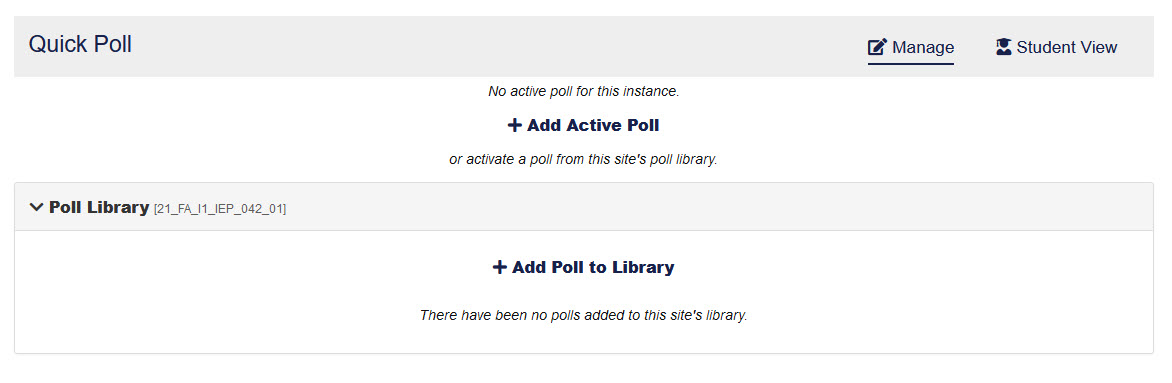 Quick Poll
Manage
Student View
No active poll for this instance.
Add Active Poll
or activate a poll from this site's poll library.
Poll Library [21_FA_I1_IEP_042_01]
Add Poll to Library
There have been no polls added to this site's library.